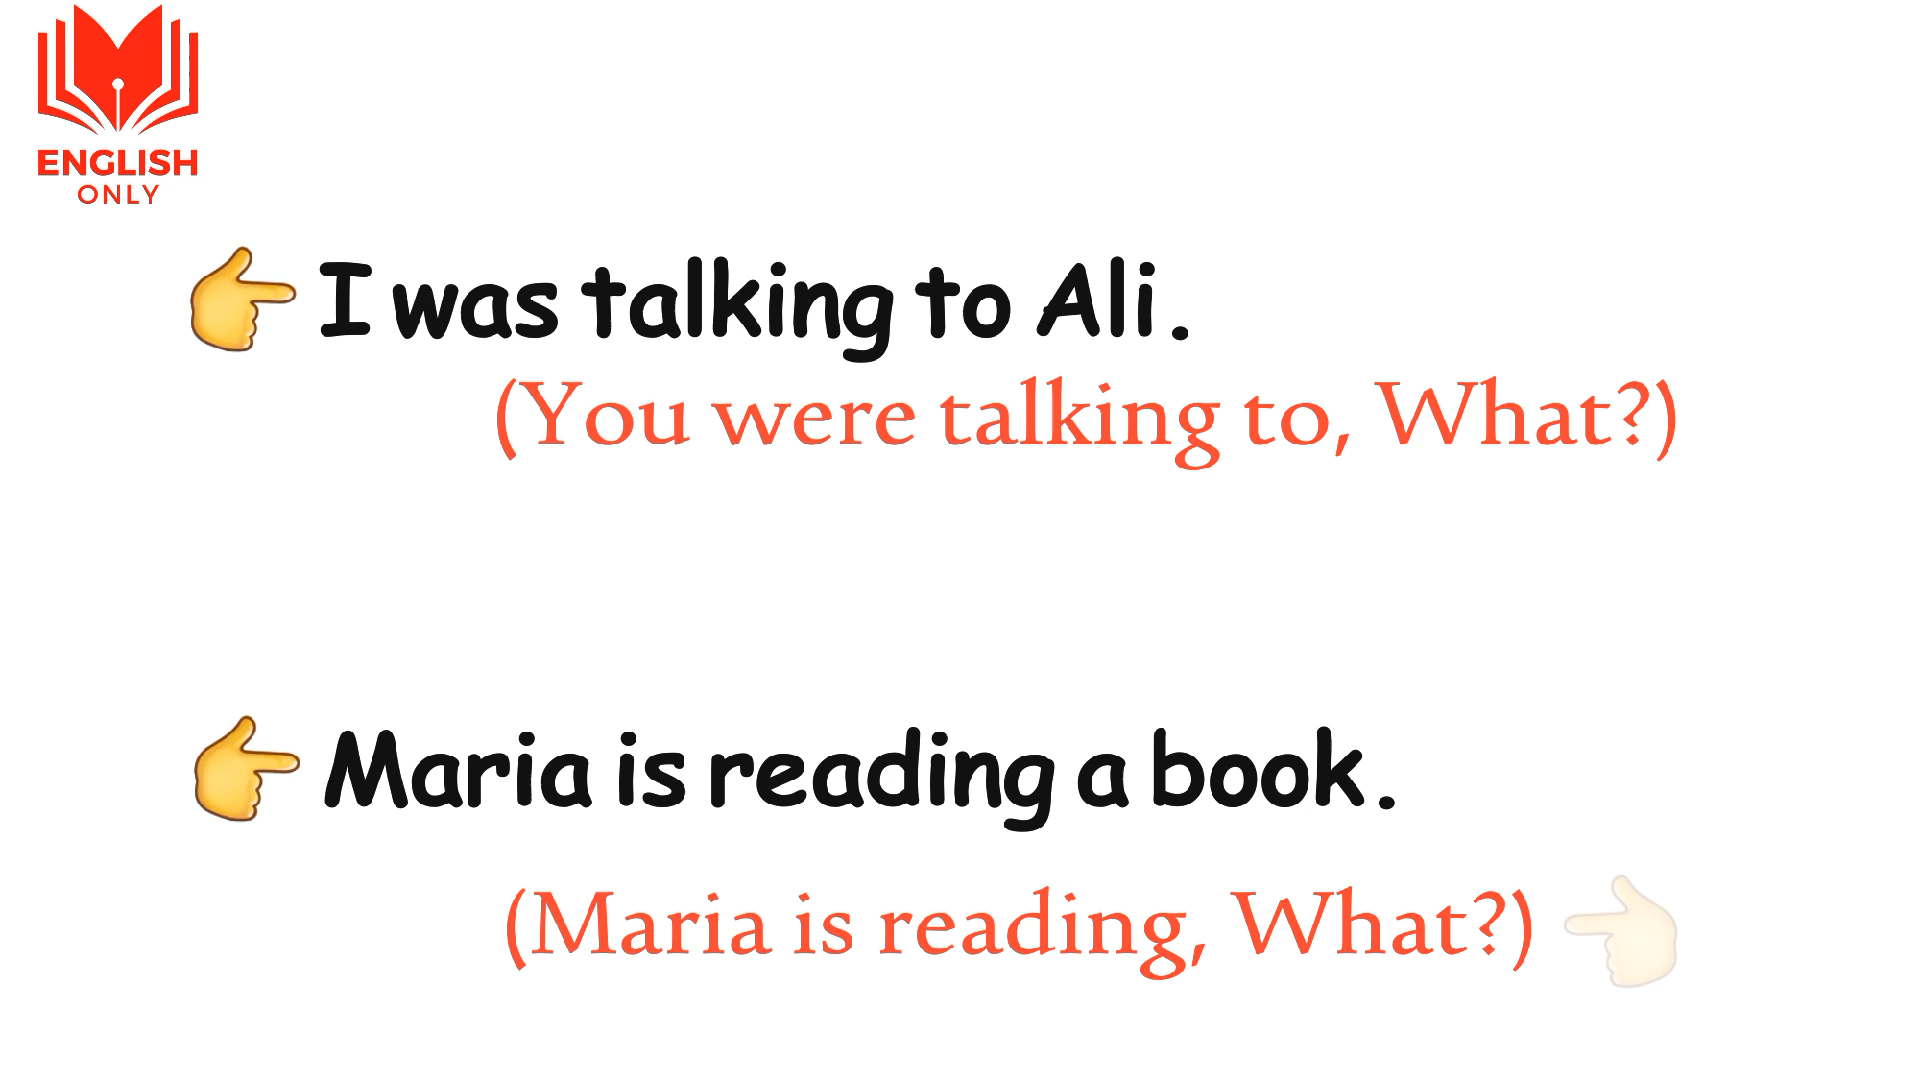 ENGLISH
ONLY
I was talking to Ali.
(You were talking to, What?)
Maria is reading a book.
(Maria is reading, What?)